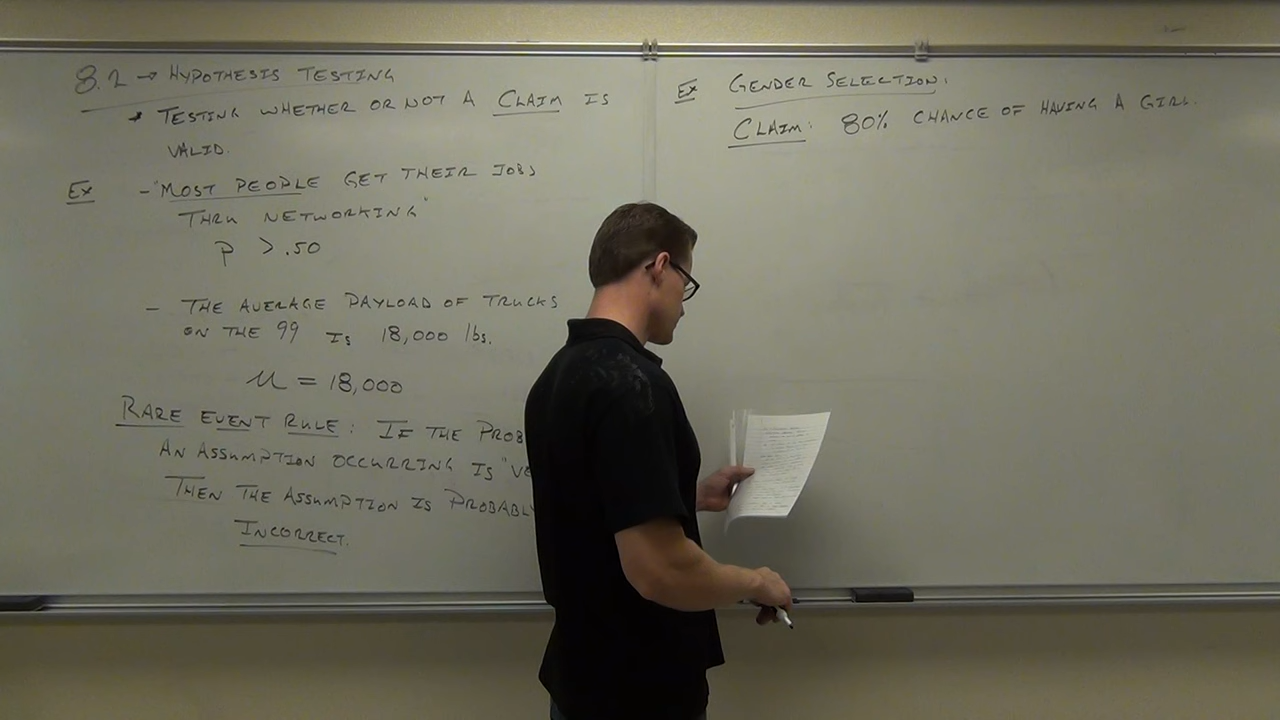 8.2 → HYPOTHESIS TESTING
* TESTING WHETHER OR NOT A CLAIM IS
VALID.
Ex - "MOST PEOPLE GET THEIR JOBS
THRU NETWORKING"
p > .50
- THE AVERAGE PAYLOAD OF TRUCKS
ON THE 99 IS 18,000 lbs.
μ = 18,000
RARE EVENT RULE: IF THE PROB
AN ASSUMPTION OCCURRING IS "VE
THEN THE ASSUMPTION IS PROBABLY
INCORRECT.
Ex GENDER SELECTION.
CLAIM: 80% CHANCE OF HAVING A GIRL.